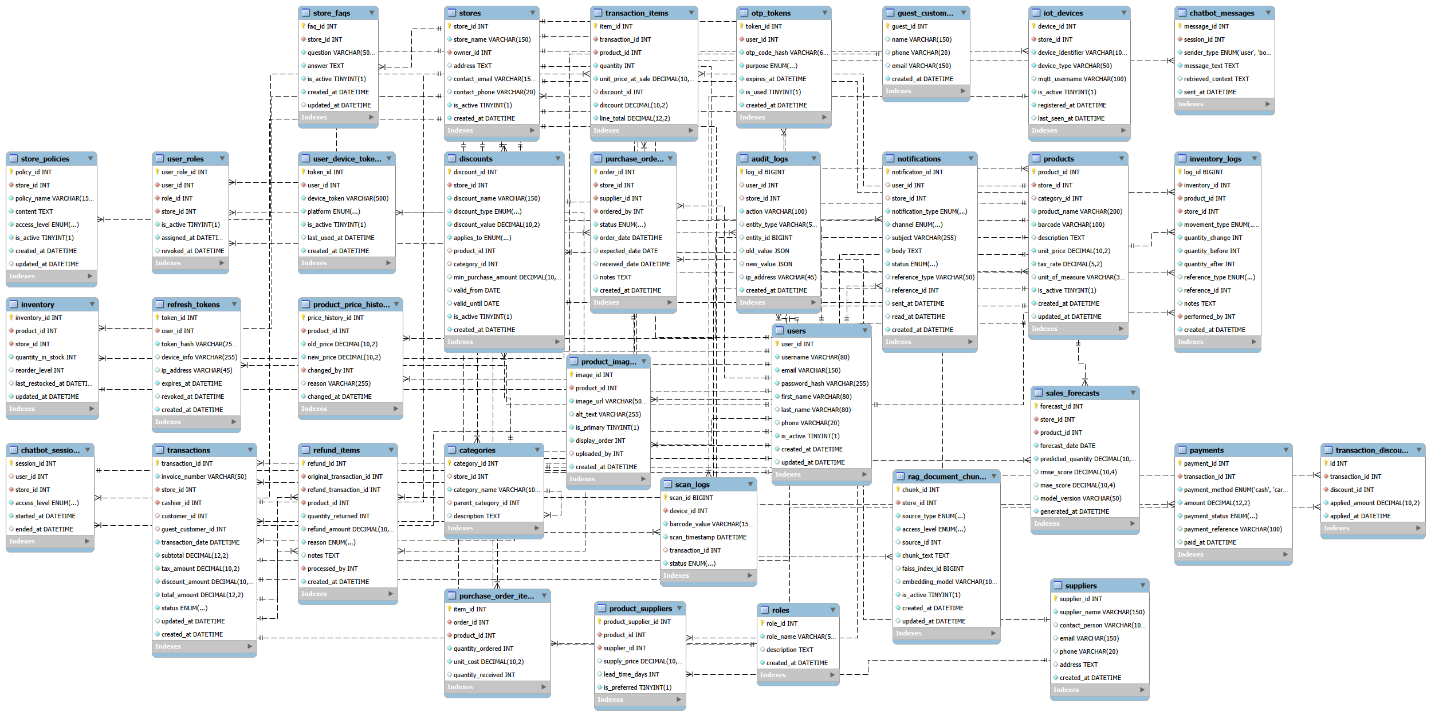 store_faqs
faq_id INT
store_id INT
question VARCHAR(50...
answer TEXT
is_active TINYINT(1)
created_at DATETIME
updated_at DATETIME
Indexes
stores
store_id INT
store_name VARCHAR(150)
owner_id INT
address TEXT
contact_email VARCHAR(15...
contact_phone VARCHAR(20)
is_active TINYINT(1)
created_at DATETIME
Indexes
transaction_items
item_id INT
transaction_id INT
product_id INT
quantity INT
unit_price_at_sale DECIMAL(10,...
discount_id INT
discount DECIMAL(10,2)
line_total DECIMAL(12,2)
Indexes
otp_tokens
token_id INT
user_id INT
otp_code_hash VARCHAR(6...
purpose ENUM(...)
expires_at DATETIME
is_used TINYINT(1)
created_at DATETIME
Indexes
guest_custom...
guest_id INT
name VARCHAR(150)
phone VARCHAR(20)
email VARCHAR(150)
created_at DATETIME
Indexes
iot_devices
device_id INT
store_id INT
device_identifier VARCHAR(10...
device_type VARCHAR(50)
mqtt_username VARCHAR(100)
is_active TINYINT(1)
registered_at DATETIME
last_seen_at DATETIME
Indexes
chatbot_messages
message_id INT
session_id INT
sender_type ENUM('user', 'bo...
message_text TEXT
retrieved_context TEXT
sent_at DATETIME
Indexes
store_policies
policy_id INT
store_id INT
policy_name VARCHAR(15...
content TEXT
access_level ENUM(...)
is_active TINYINT(1)
created_at DATETIME
updated_at DATETIME
Indexes
user_roles
user_role_id INT
user_id INT
role_id INT
store_id INT
is_active TINYINT(1)
assigned_at DATETI...
revoked_at DATETI...
Indexes
user_device_toke...
token_id INT
user_id INT
device_token VARCHAR(500)
platform ENUM(...)
is_active TINYINT(1)
last_used_at DATETIME
created_at DATETIME
Indexes
discounts
discount_id INT
store_id INT
discount_name VARCHAR(150)
discount_type ENUM(...)
discount_value DECIMAL(10,2)
applies_to ENUM(...)
product_id INT
category_id INT
min_purchase_amount DECIMAL(10,...
valid_from DATE
valid_until DATE
is_active TINYINT(1)
created_at DATETIME
Indexes
purchase_orde...
order_id INT
store_id INT
supplier_id INT
ordered_by INT
status ENUM(...)
order_date DATETIME
expected_date DATE
received_date DATETIME
notes TEXT
created_at DATETIME
Indexes
audit_logs
log_id BIGINT
user_id INT
store_id INT
action VARCHAR(100)
entity_type VARCHAR(5...
entity_id BIGINT
old_value JSON
new_value JSON
ip_address VARCHAR(45)
created_at DATETIME
Indexes
notifications
notification_id INT
user_id INT
store_id INT
notification_type ENUM(...)
channel ENUM(...)
subject VARCHAR(255)
body TEXT
status ENUM(...)
reference_type VARCHAR(50)
reference_id INT
sent_at DATETIME
read_at DATETIME
created_at DATETIME
Indexes
products
product_id INT
store_id INT
category_id INT
product_name VARCHAR(200)
barcode VARCHAR(100)
description TEXT
unit_price DECIMAL(10,2)
tax_rate DECIMAL(5,2)
unit_of_measure VARCHAR(3...
is_active TINYINT(1)
created_at DATETIME
updated_at DATETIME
Indexes
inventory_logs
log_id BIGINT
inventory_id INT
product_id INT
store_id INT
movement_type ENUM(......
quantity_change INT
quantity_before INT
quantity_after INT
reference_type ENUM(...)
reference_id INT
notes TEXT
performed_by INT
created_at DATETIME
Indexes
inventory
inventory_id INT
product_id INT
store_id INT
quantity_in_stock INT
reorder_level INT
last_restocked_at DATETI...
updated_at DATETIME
Indexes
refresh_tokens
token_id INT
user_id INT
token_hash VARCHAR(25...
device_info VARCHAR(255)
ip_address VARCHAR(45)
expires_at DATETIME
revoked_at DATETIME
created_at DATETIME
Indexes
product_price_histo...
price_history_id INT
product_id INT
old_price DECIMAL(10,2)
new_price DECIMAL(10,2)
changed_by INT
reason VARCHAR(255)
changed_at DATETIME
Indexes
product_imag...
image_id INT
product_id INT
image_url VARCHAR(50...
alt_text VARCHAR(255)
is_primary TINYINT(1)
display_order INT
uploaded_by INT
created_at DATETIME
Indexes
users
user_id INT
username VARCHAR(80)
email VARCHAR(150)
password_hash VARCHAR(255)
first_name VARCHAR(80)
last_name VARCHAR(80)
phone VARCHAR(20)
is_active TINYINT(1)
created_at DATETIME
updated_at DATETIME
Indexes
sales_forecasts
forecast_id INT
store_id INT
product_id INT
forecast_date DATE
predicted_quantity DECIMAL(10,...
rmse_score DECIMAL(10,4)
mae_score DECIMAL(10,4)
model_version VARCHAR(50)
generated_at DATETIME
Indexes
chatbot_sessio...
session_id INT
user_id INT
store_id INT
access_level ENUM(...)
started_at DATETIME
ended_at DATETIME
Indexes
transactions
transaction_id INT
invoice_number VARCHAR(50)
store_id INT
cashier_id INT
customer_id INT
guest_customer_id INT
transaction_date DATETIME
subtotal DECIMAL(12,2)
tax_amount DECIMAL(10,2)
discount_amount DECIMAL(10,...
total_amount DECIMAL(12,2)
status ENUM(...)
updated_at DATETIME
created_at DATETIME
Indexes
refund_items
refund_id INT
original_transaction_id INT
refund_transaction_id INT
product_id INT
quantity_returned INT
refund_amount DECIMAL(10,...
reason ENUM(...)
notes TEXT
processed_by INT
created_at DATETIME
Indexes
categories
category_id INT
store_id INT
category_name VARCHAR(10...
parent_category_id INT
description TEXT
Indexes
scan_logs
scan_id BIGINT
device_id INT
barcode_value VARCHAR(15...
scan_timestamp DATETIME
transaction_id INT
status ENUM(...)
Indexes
rag_document_chun...
chunk_id INT
store_id INT
source_type ENUM(...)
access_level ENUM(...)
source_id INT
chunk_text TEXT
faiss_index_id BIGINT
embedding_model VARCHAR(10...
is_active TINYINT(1)
created_at DATETIME
updated_at DATETIME
Indexes
payments
payment_id INT
transaction_id INT
payment_method ENUM('cash', 'car...
amount DECIMAL(12,2)
payment_status ENUM(...)
payment_reference VARCHAR(100)
paid_at DATETIME
Indexes
transaction_discou...
id INT
transaction_id INT
discount_id INT
applied_amount DECIMAL(10,2)
applied_at DATETIME
Indexes
purchase_order_ite...
item_id INT
order_id INT
product_id INT
quantity_ordered INT
unit_cost DECIMAL(10,2)
quantity_received INT
Indexes
product_suppliers
product_supplier_id INT
product_id INT
supplier_id INT
supply_price DECIMAL(10,...
lead_time_days INT
is_preferred TINYINT(1)
Indexes
roles
role_id INT
role_name VARCHAR(5...
description TEXT
created_at DATETIME
Indexes
suppliers
supplier_id INT
supplier_name VARCHAR(150)
contact_person VARCHAR(10...
email VARCHAR(150)
phone VARCHAR(20)
address TEXT
created_at DATETIME
Indexes